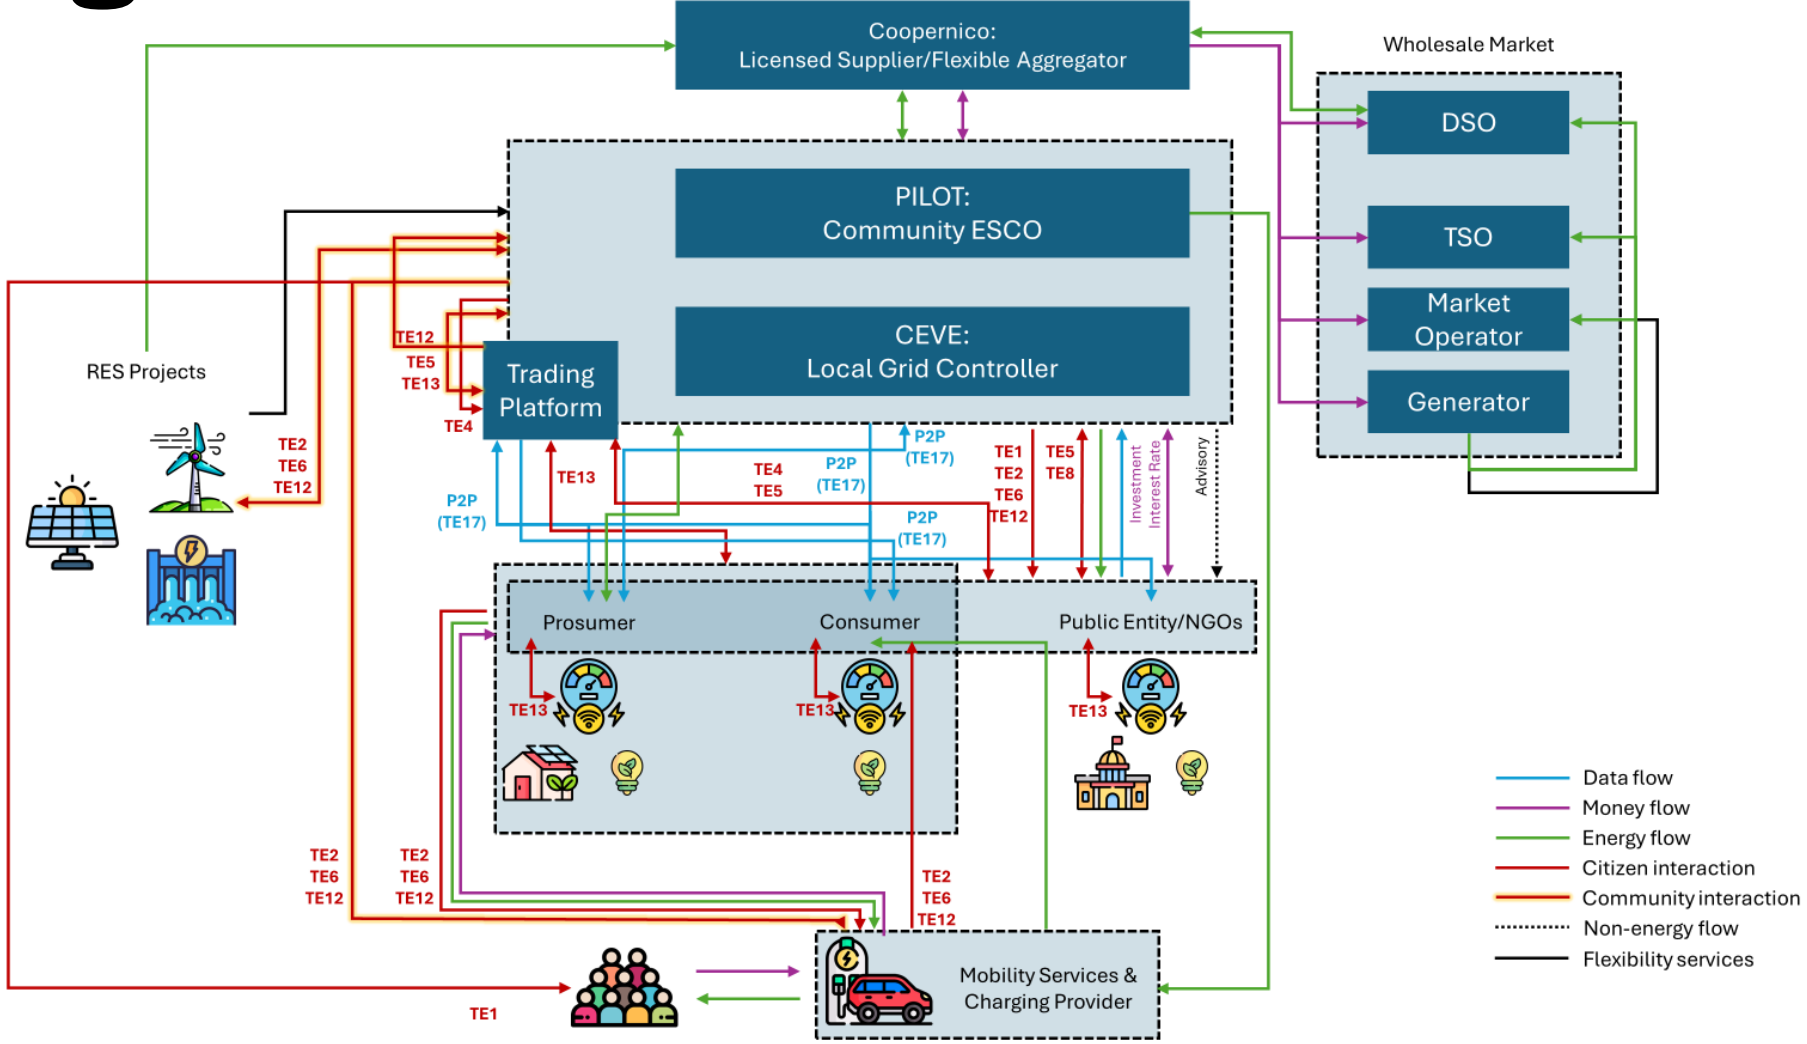 Coopernico:
Licensed Supplier/Flexible Aggregator
Wholesale Market
DSO
PILOT:
Community ESCO
TSO
Market
Operator
CEVE:
Local Grid Controller
Generator
TE12
TE5
TE13
TE4
Trading
Platform
RES Projects
TE2
TE6
TE12
P2P
(TE17)
TE13
TE4
TE5
P2P
(TE17)
P2P
(TE17)
P2P
(TE17)
TE1
TE2
TE6
TE12
TE5
TE8
Investment
Interest Rate
Advisory
Prosumer
Consumer
Public Entity/NGOs
TE13
TE13
TE13
TE2
TE6
TE12
TE2
TE6
TE12
TE2
TE6
TE12
Mobility Services &
Charging Provider
TE1
Data flow
Money flow
Energy flow
Citizen interaction
Community interaction
Non-energy flow
Flexibility services